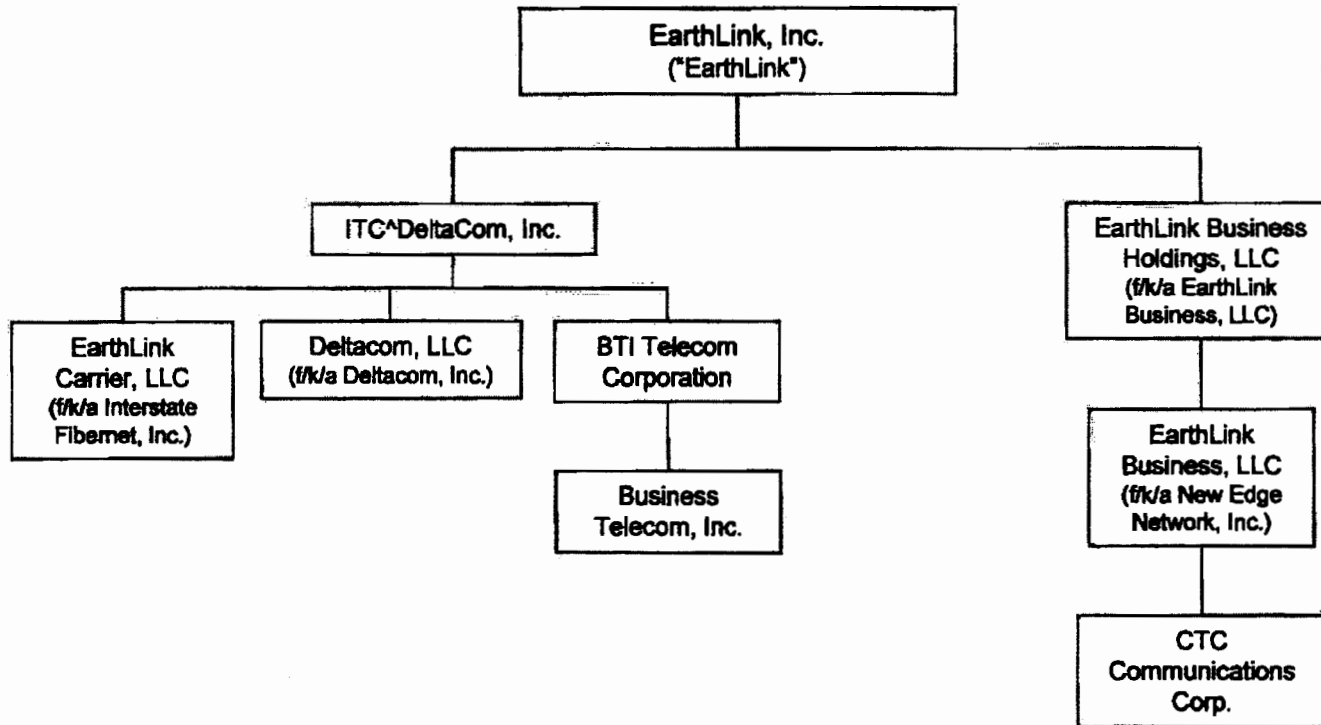 EarthLink, Inc.
("EarthLink")
ITC^DeltaCom, Inc.
EarthLink Business
Holdings, LLC
(f/k/a EarthLink
Business, LLC)
EarthLink
Carrier, LLC
(f/k/a Interstate
Fibernet, Inc.)
Deltacom, LLC
(f/k/a Deltacom, Inc.)
BTI Telecom
Corporation
EarthLink
Business, LLC
(f/k/a New Edge
Network, Inc.)
Business
Telecom, Inc.
CTC
Communications
Corp.